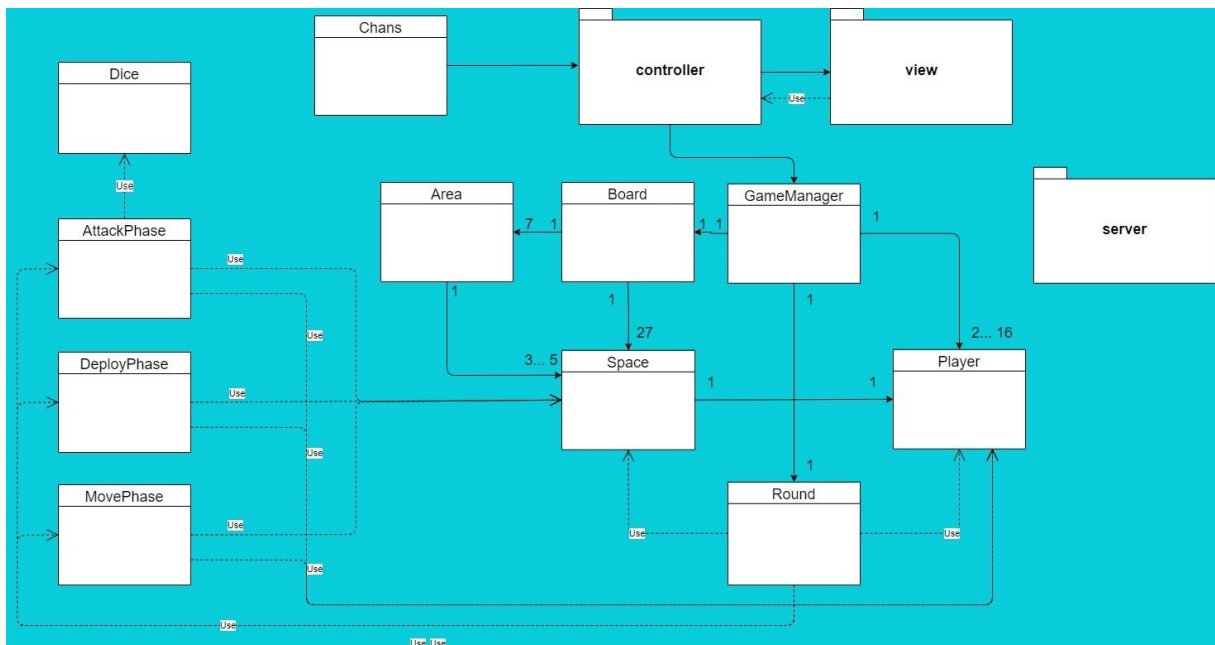 Chans
controller
view
Use
Dice
Use
AttackPhase
Area
Board
GameManager
server
7 1
1 1
1
Use
1
1
1
Use
27
3... 5
2... 16
DeployPhase
Space
Player
1
1
Use
Use
1
MovePhase
Round
Use
Use
Use
Use
Use
Use Use